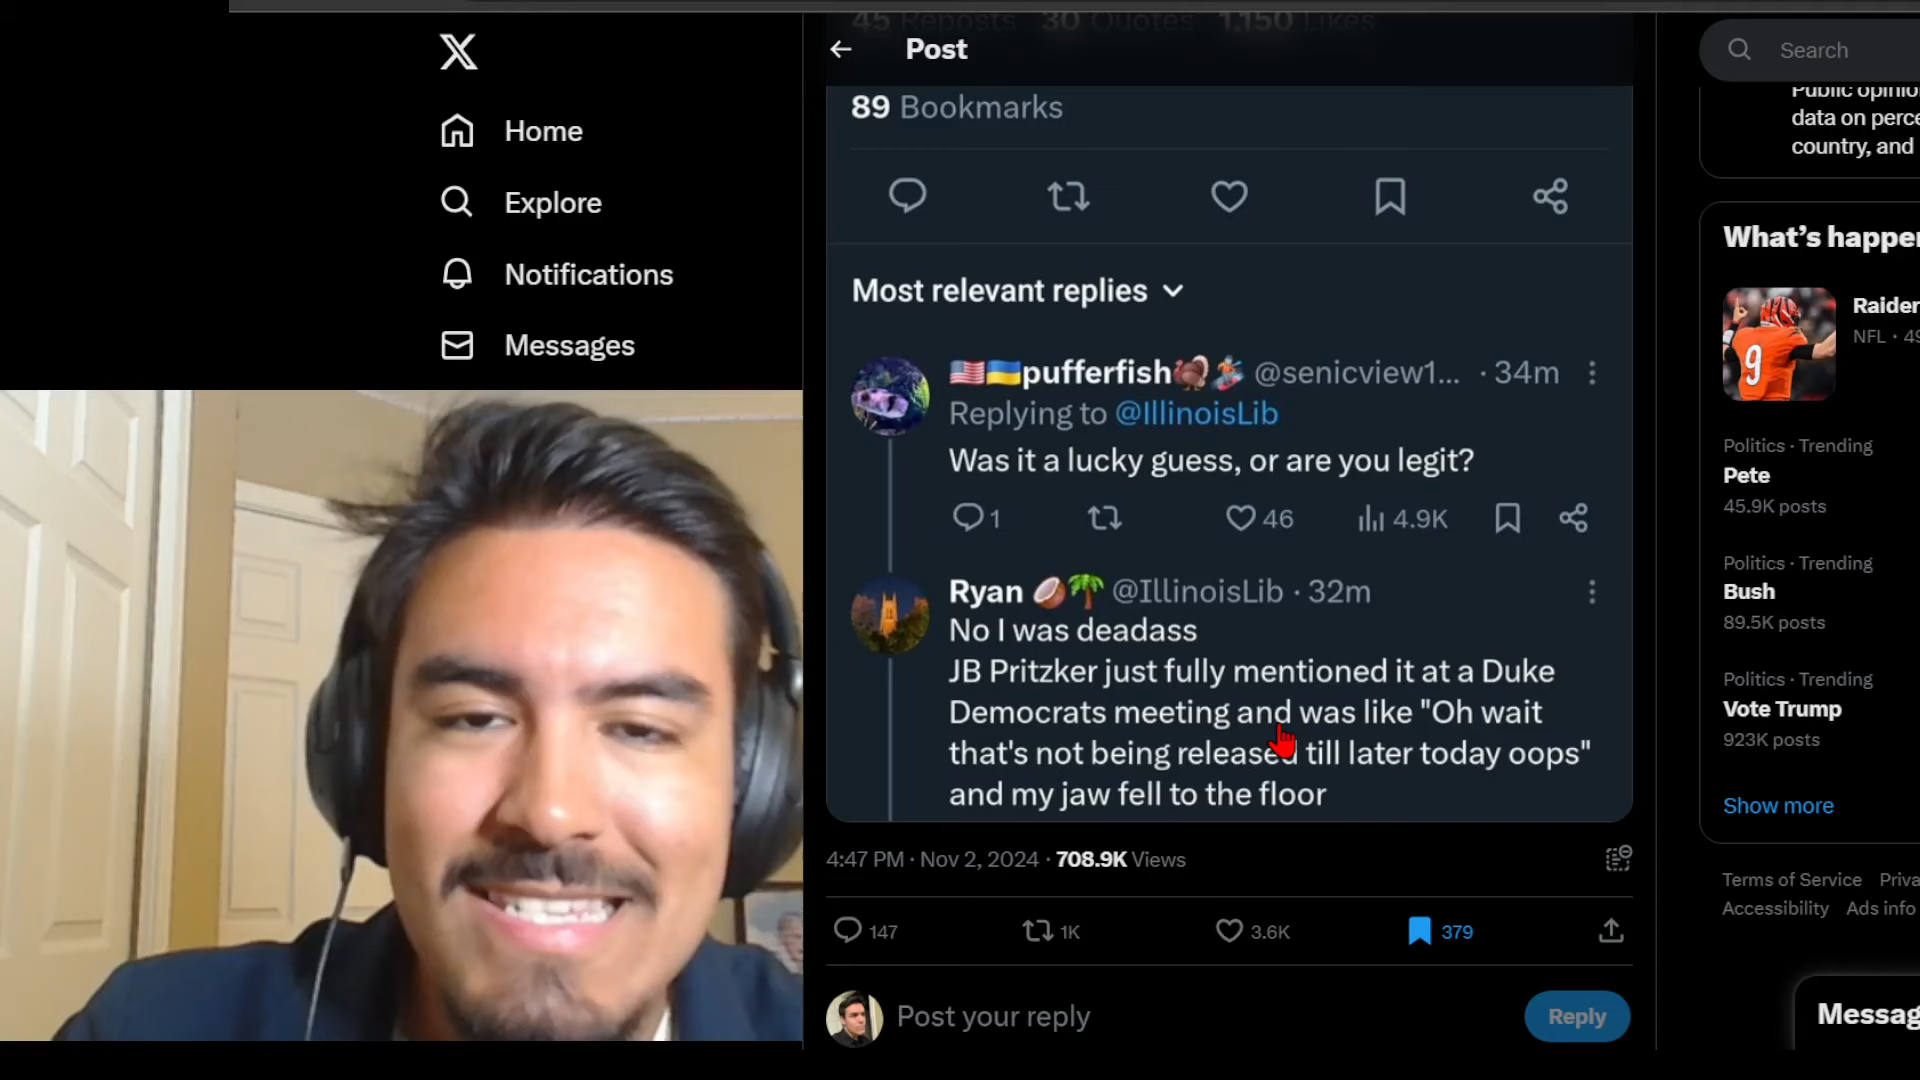 45 Reposts 30 Quotes 1,150 Likes
Post
89 Bookmarks
Home
Explore
Notifications
Messages
Most relevant replies
pufferfish @senicview1... · 34m
Replying to @IllinoisLib
Was it a lucky guess, or are you legit?
1 46 4.9K
Ryan @IllinoisLib · 32m
No I was deadass
JB Pritzker just fully mentioned it at a Duke
Democrats meeting and was like "Oh wait
that's not being released till later today oops"
and my jaw fell to the floor
4:47 PM · Nov 2, 2024 · 708.9K Views
147 1K 3.6K 379
Post your reply
Reply
Search
Public opinio
data on perce
country, and
What's happe
Raider
NFL · 49
9
Politics · Trending
Pete
45.9K posts
Politics · Trending
Bush
89.5K posts
Politics · Trending
Vote Trump
923K posts
Show more
Terms of Service Priva
Accessibility Ads info
Messag